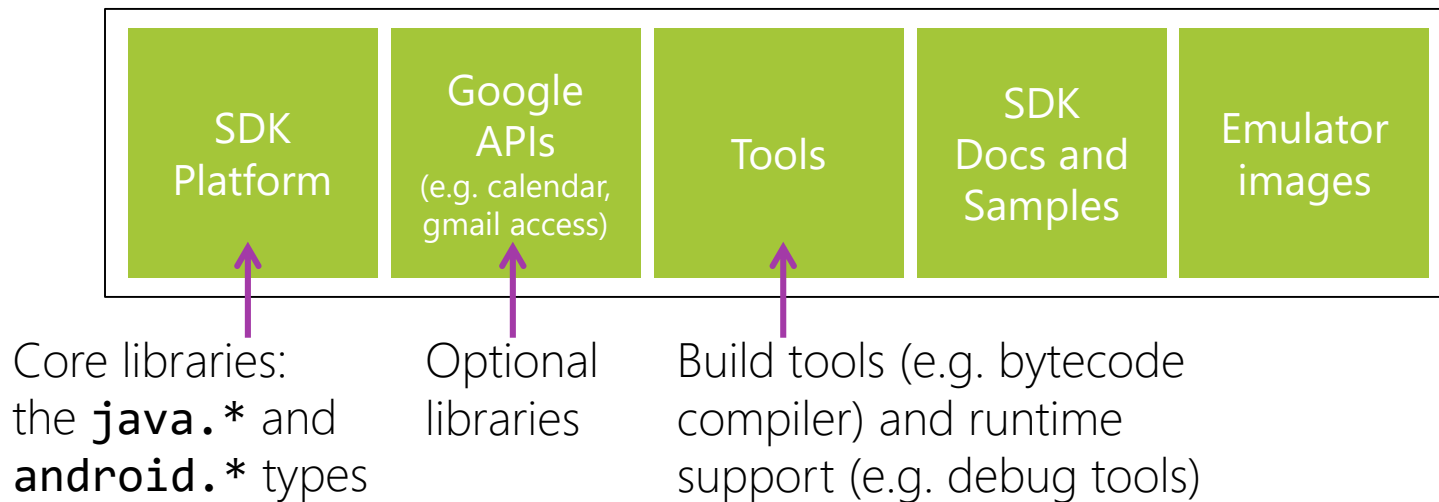 SDK
Platform
Google
APIs
(e.g. calendar,
gmail access)
Tools
SDK
Docs and
Samples
Emulator
images
Core libraries:
the java.* and
android.* types
Optional
libraries
Build tools (e.g. bytecode
compiler) and runtime
support (e.g. debug tools)